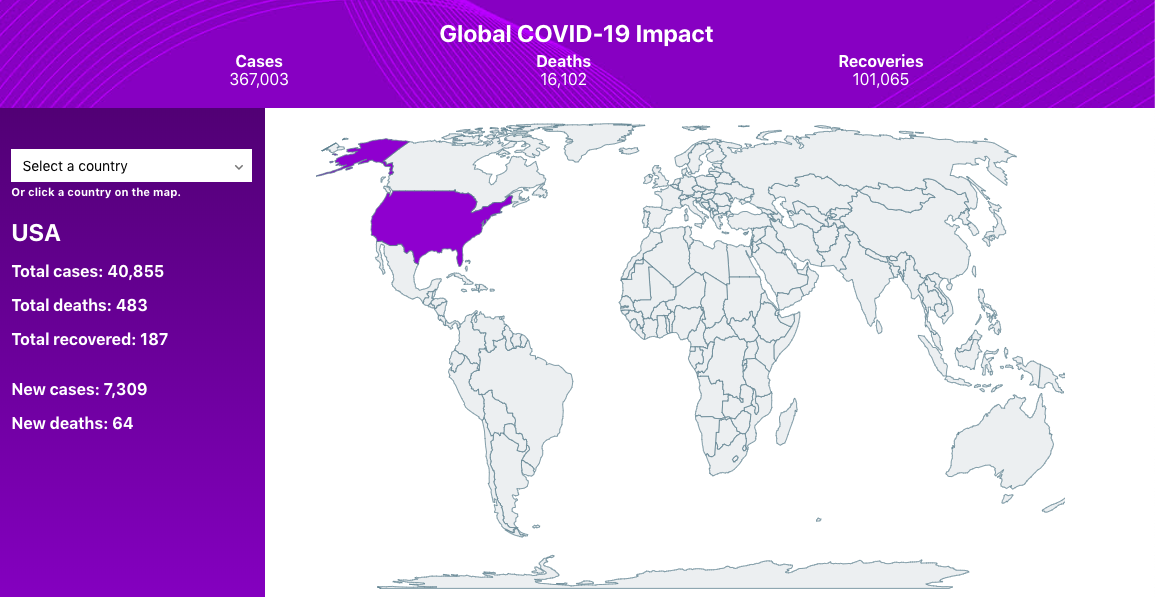 Global COVID-19 Impact
Cases
367,003
Deaths
16,102
Recoveries
101,065
Select a country
Or click a country on the map.
USA
Total cases: 40,855
Total deaths: 483
Total recovered: 187
New cases: 7,309
New deaths: 64